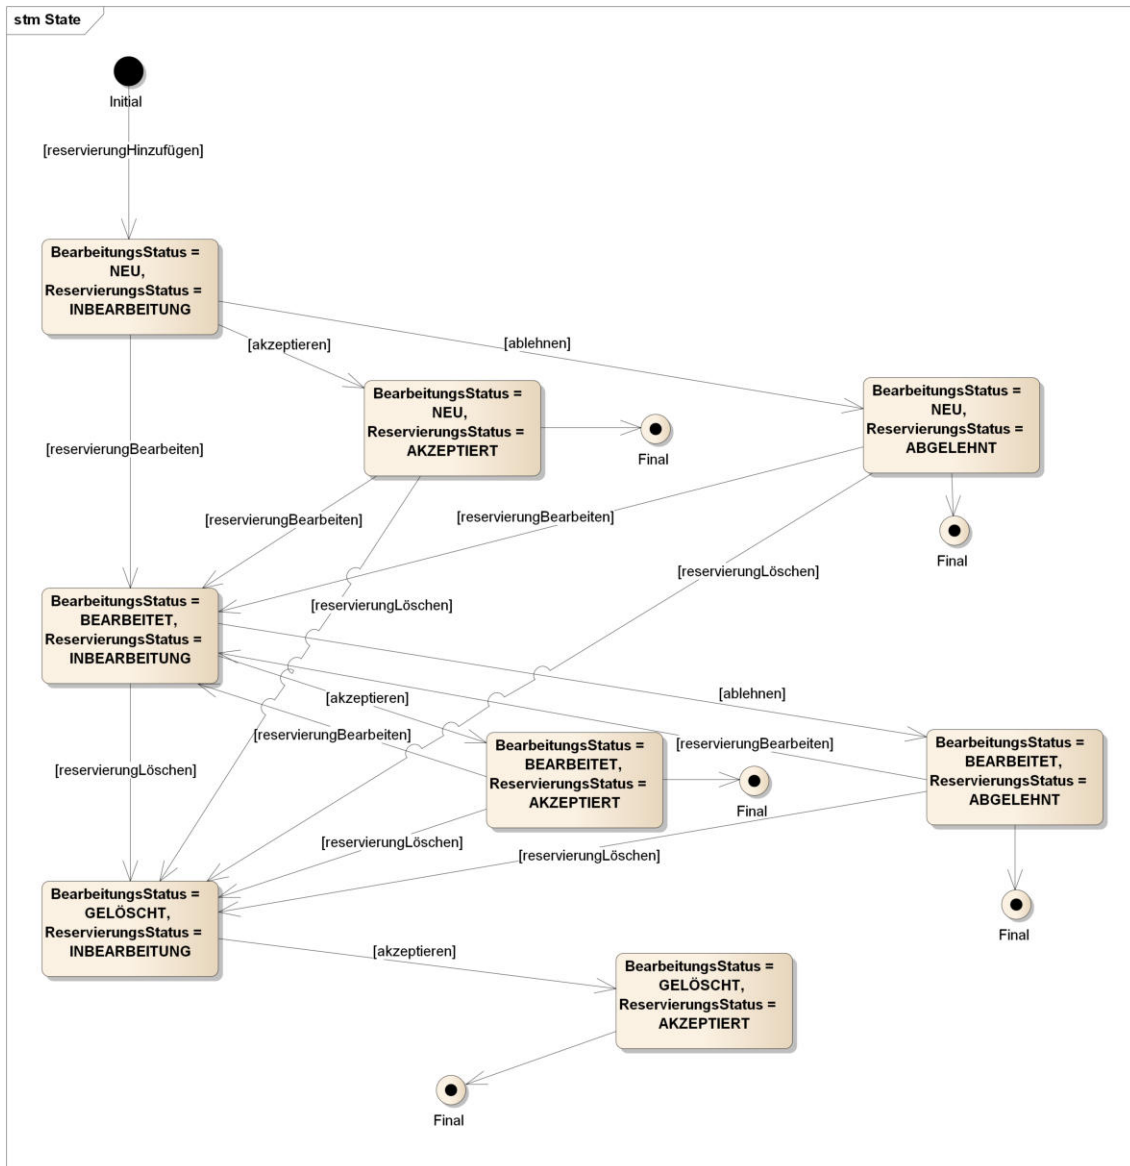 stm State
Initial
[reservierungHinzufügen]
BearbeitungsStatus =
NEU,
ReservierungsStatus =
INBEARBEITUNG
[akzeptieren]
[ablehnen]
BearbeitungsStatus =
NEU,
ReservierungsStatus =
AKZEPTIERT
Final
BearbeitungsStatus =
NEU,
ReservierungsStatus =
ABGELEHNT
Final
[reservierungBearbeiten]
[reservierungBearbeiten]
[reservierungBearbeiten]
[reservierungLöschen]
[reservierungLöschen]
BearbeitungsStatus =
BEARBEITET,
ReservierungsStatus =
INBEARBEITUNG
[akzeptieren]
[ablehnen]
[reservierungBearbeiten]
[reservierungBearbeiten]
BearbeitungsStatus =
BEARBEITET,
ReservierungsStatus =
AKZEPTIERT
Final
BearbeitungsStatus =
BEARBEITET,
ReservierungsStatus =
ABGELEHNT
Final
[reservierungLöschen]
[reservierungLöschen]
[reservierungLöschen]
BearbeitungsStatus =
GELÖSCHT,
ReservierungsStatus =
INBEARBEITUNG
[akzeptieren]
BearbeitungsStatus =
GELÖSCHT,
ReservierungsStatus =
AKZEPTIERT
Final